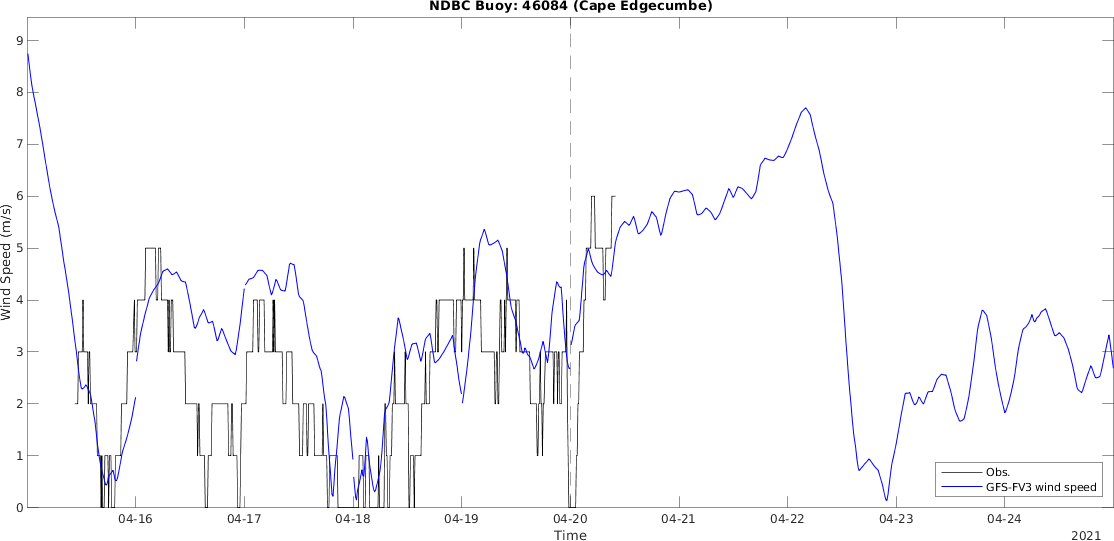 NDBC Buoy: 46084 (Cape Edgecumbe)
Wind Speed (m/s)
9
8
7
6
5
4
3
2
1
0
04-16 04-17 04-18 04-19 04-20 04-21 04-22 04-23 04-24
Time
2021
Obs.
GFS-FV3 wind speed